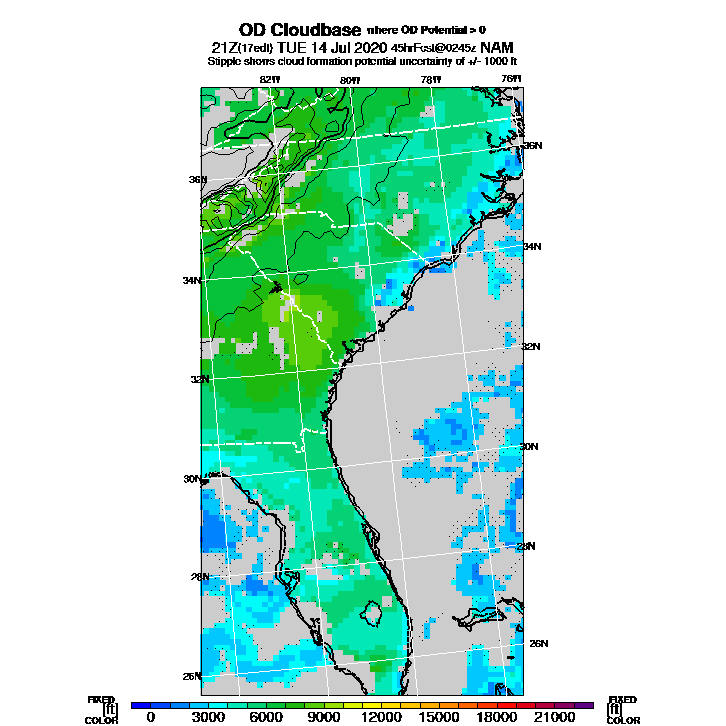 OD Cloudbase where OD Potential > 0
21Z(17edt) TUE 14 Jul 2020 45hrFcst@0245z NAM
Stipple shows cloud formation potential uncertainty of +/- 1000 ft
82W 80W 78W 76W
36N
36N
34N
34N
32N
32N
30N
30N
28N
28N
26N
26N
FIXED
[ft]
COLOR
0 3000 6000 9000 12000 15000 18000 21000
FIXED
[ft]
COLOR